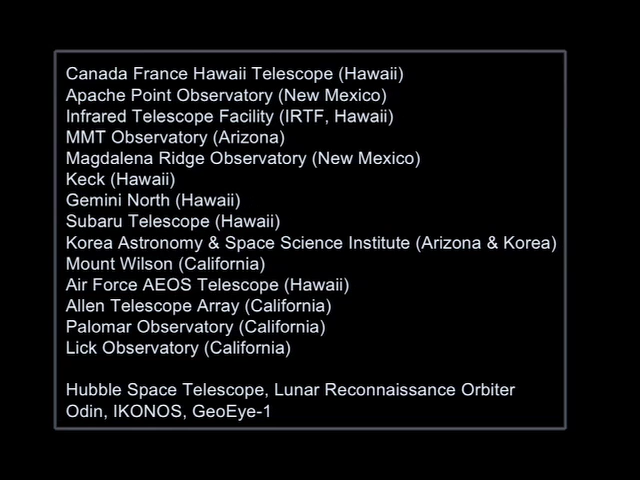 Canada France Hawaii Telescope (Hawaii)
Apache Point Observatory (New Mexico)
Infrared Telescope Facility (IRTF, Hawaii)
MMT Observatory (Arizona)
Magdalena Ridge Observatory (New Mexico)
Keck (Hawaii)
Gemini North (Hawaii)
Subaru Telescope (Hawaii)
Korea Astronomy & Space Science Institute (Arizona & Korea)
Mount Wilson (California)
Air Force AEOS Telescope (Hawaii)
Allen Telescope Array (California)
Palomar Observatory (California)
Lick Observatory (California)
Hubble Space Telescope, Lunar Reconnaissance Orbiter
Odin, IKONOS, GeoEye-1